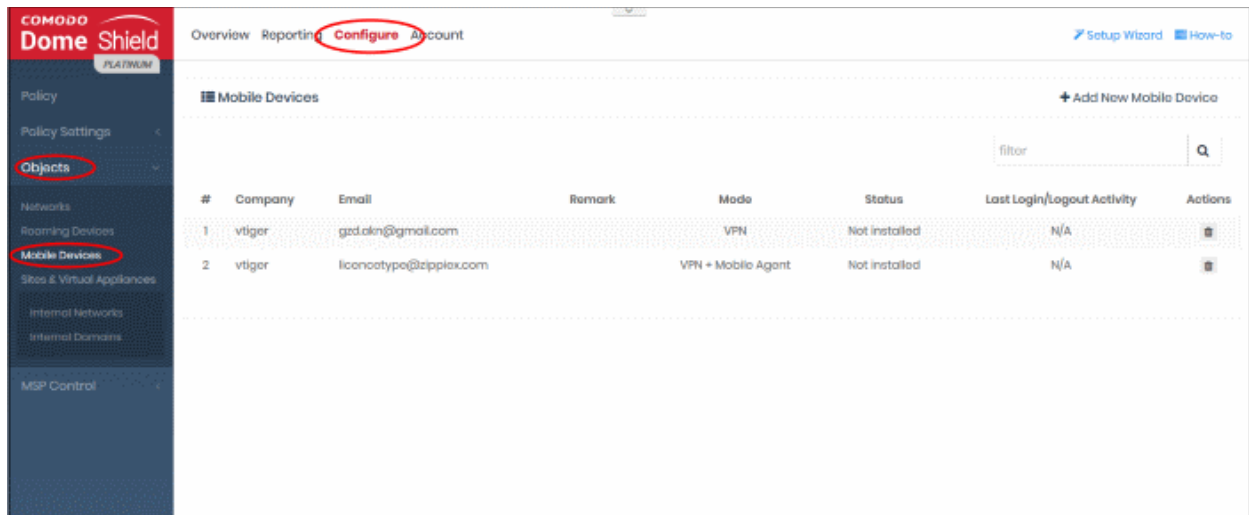 COMODO
Dome Shield
PLATINUM
Overview Reporting Configure Account
Setup Wizard How-to
Policy
Policy Settings
Objects
Networks
Roaming Devices
Mobile Devices
Sites & Virtual Appliances
Internal Networks
Internal Domains
MSP Control
Mobile Devices
+ Add New Mobile Device
filter
# Company Email Remark Mode Status Last Login/Logout Activity Actions
1 vtiger gzd.akn@gmail.com VPN Not installed N/A
2 vtiger licencetype@zipplex.com VPN + Mobile Agent Not installed N/A